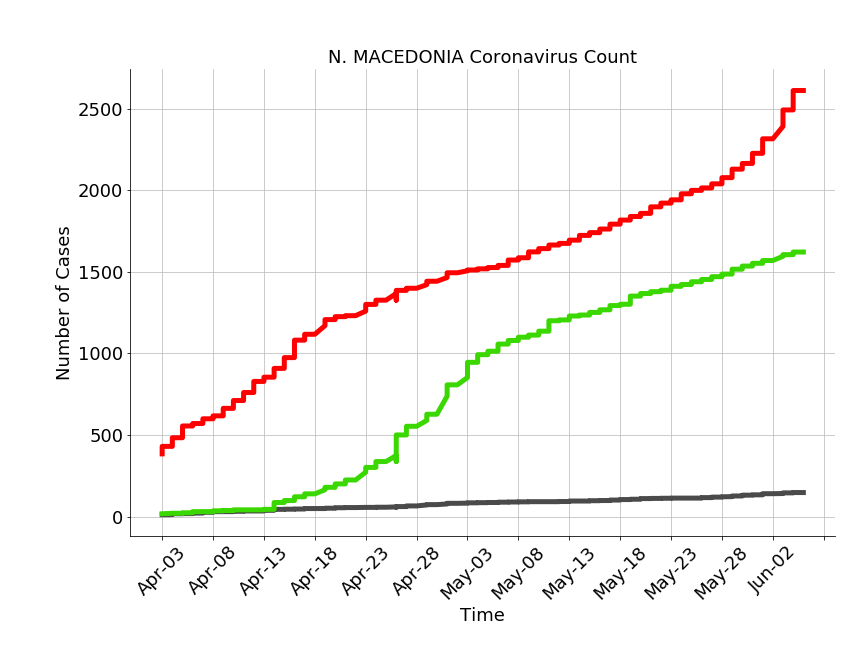 N. MACEDONIA Coronavirus Count
2500
2000
1500
1000
500
0
Number of Cases
Apr-03
Apr-08
Apr-13
Apr-18
Apr-23
Apr-28
May-03
May-08
May-13
May-18
May-23
May-28
Jun-02
Time